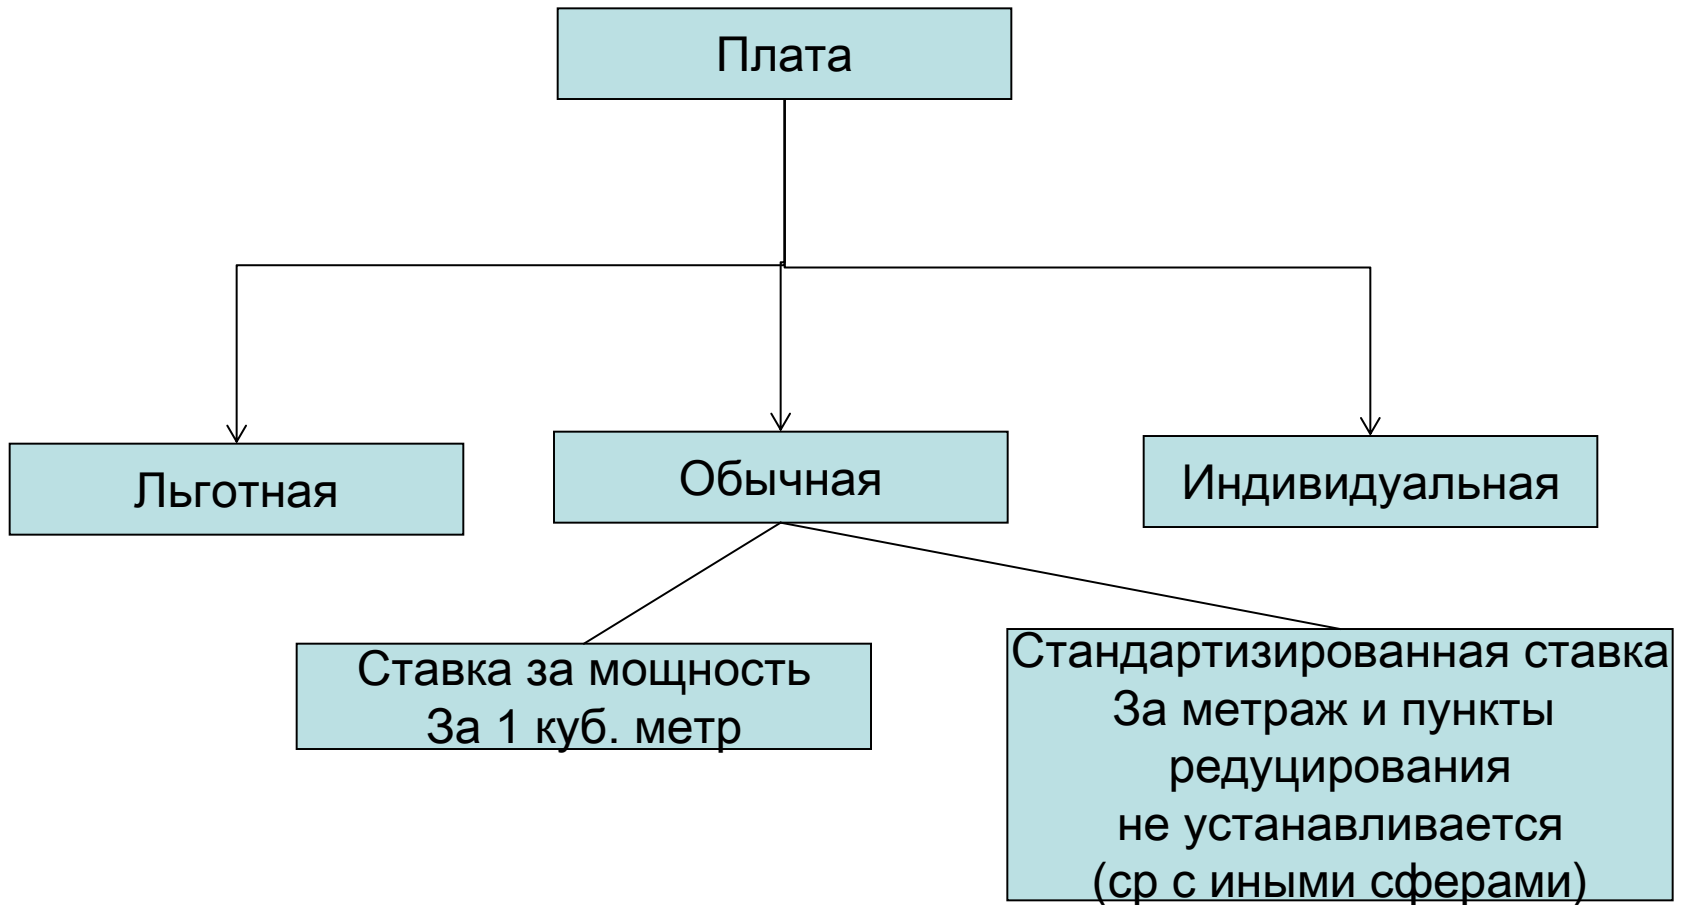 Плата
Льготная
Обычная
Индивидуальная
Ставка за мощность
За 1 куб. метр
Стандартизированная ставка
За метраж и пункты
редуцирования
не устанавливается
(ср с иными сферами)